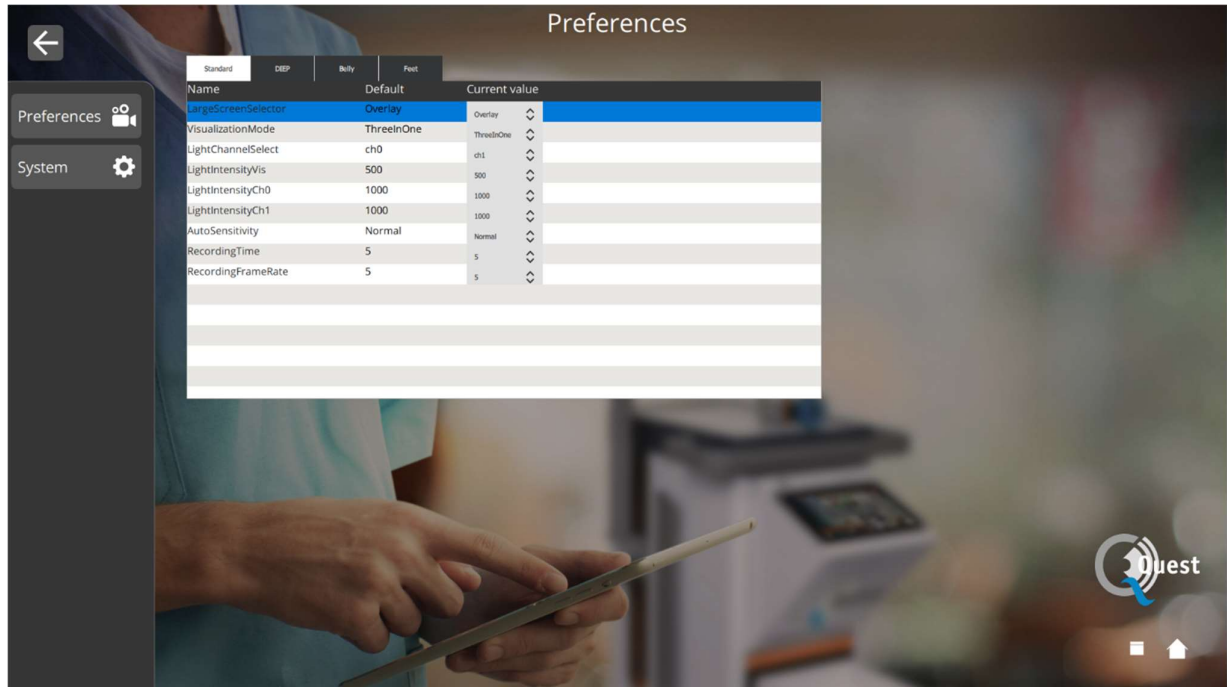 Preferences
Preferences
System
Standard DEEP Belly Feet
Name Default Current value
LargeScreenSelector Overlay Overlay
VisualizationMode ThreeInOne ThreeInOne
LightChannelSelect ch0 ch1
LightIntensityVis 500 500
LightIntensityCh0 1000 1000
LightIntensityCh1 1000 1000
AutoSensitivity Normal Normal
RecordingTime 5 5
RecordingFrameRate 5 5
Quest